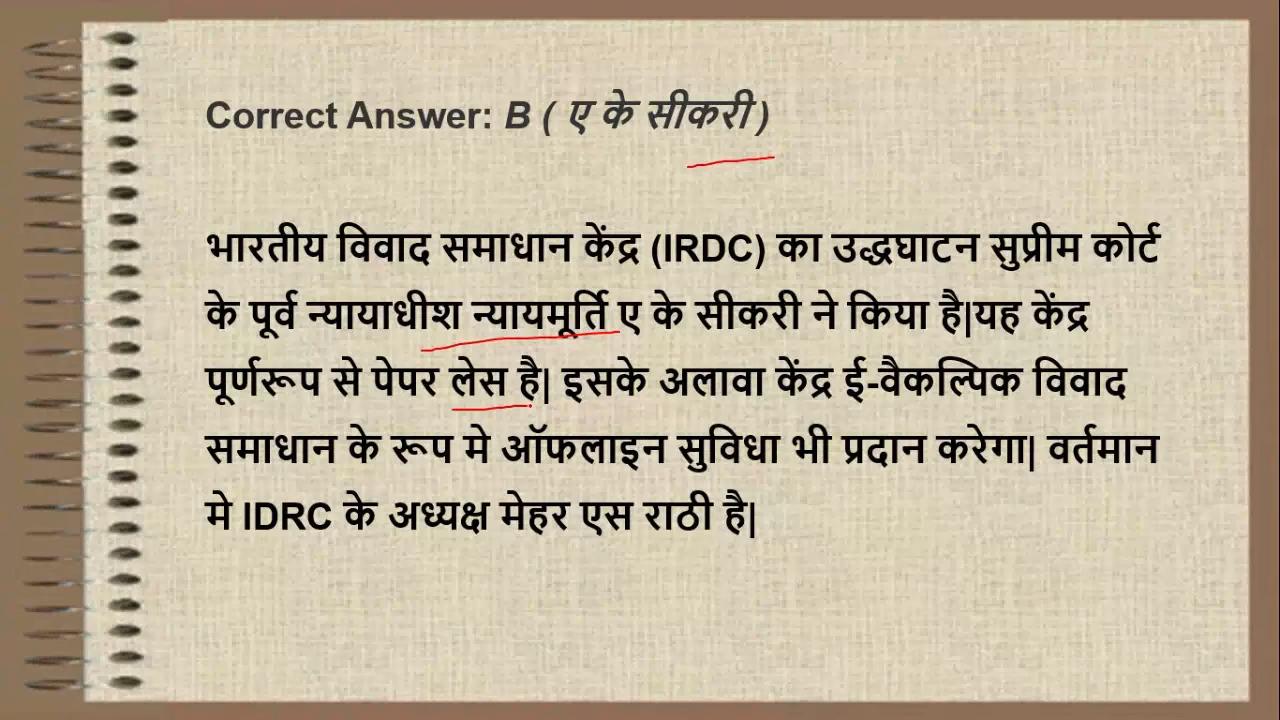 Correct Answer: B ( ए के सीकरी )
भारतीय विवाद समाधान केंद्र (IRDC) का उद्धघाटन सुप्रीम कोर्ट
के पूर्व न्यायाधीश न्यायमूर्ति ए के सीकरी ने किया है|यह केंद्र
पूर्णरूप से पेपर लेस है| इसके अलावा केंद्र ई-वैकल्पिक विवाद
समाधान के रूप मे ऑफलाइन सुविधा भी प्रदान करेगा| वर्तमान
मे IDRC के अध्यक्ष मेहर एस राठी है|